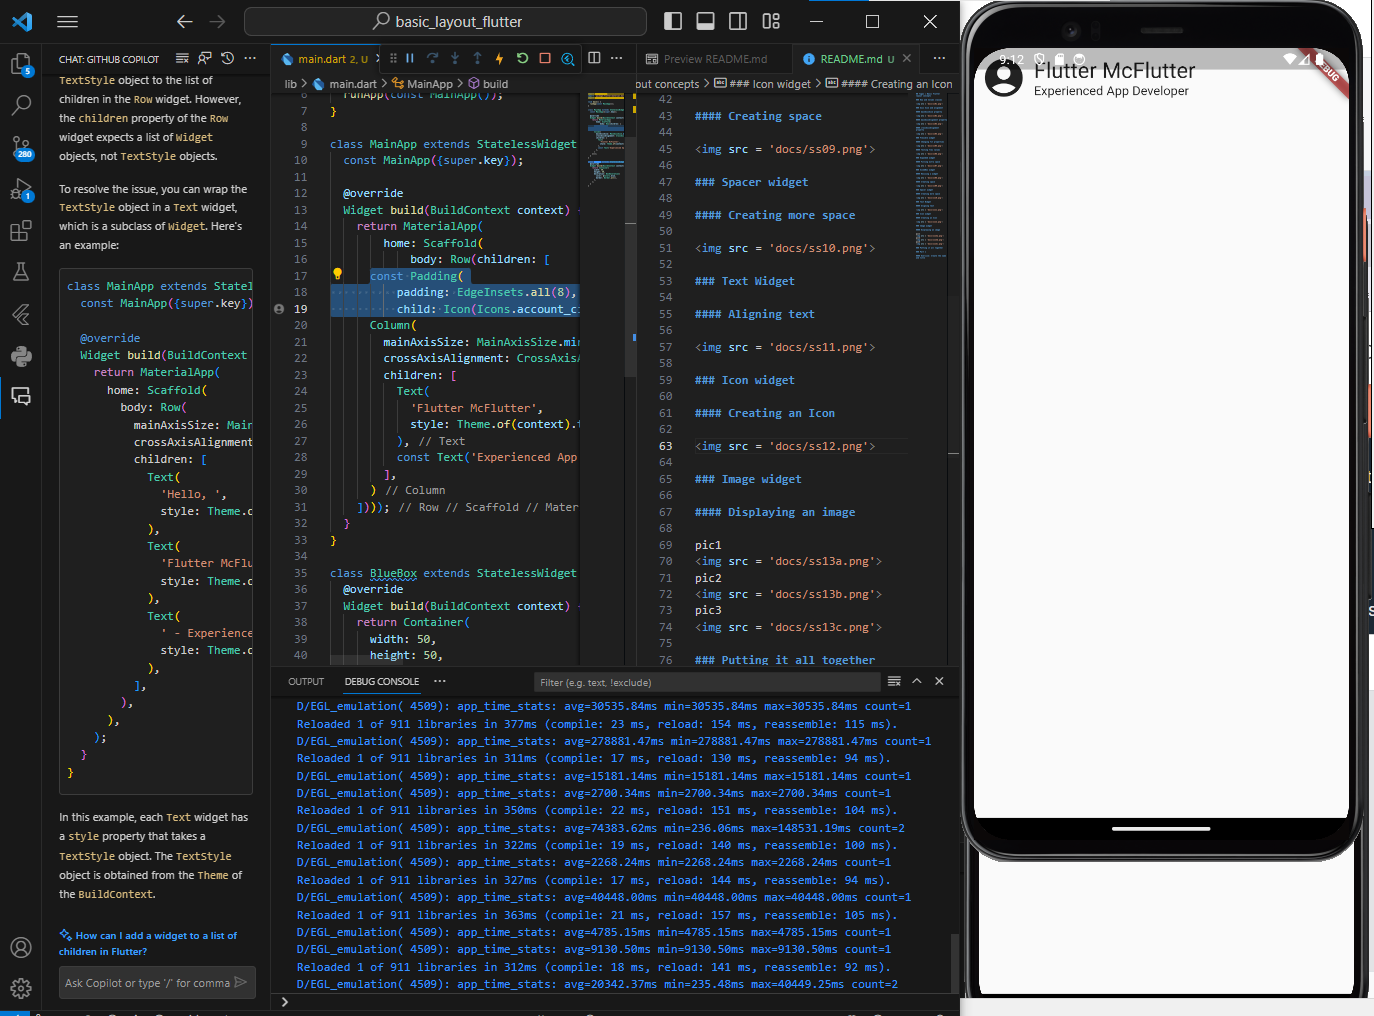 basic_layout_flutter
CHAT: GITHUB COPILOT
TextStyle object to the list of
children in the Row widget. However,
the children property of the Row
widget expects a list of Widget
objects, not TextStyle objects.
To resolve the issue, you can wrap the
TextStyle object in a Text widget,
which is a subclass of Widget. Here's
an example:
class MainApp extends Statel
const MainApp({super.key})
@override
Widget build(BuildContext
return MaterialApp(
home: Scaffold(
body: Row(
mainAxisSize: Main
crossAxisAlignment
children: [
Text(
'Hello, ',
style: Theme.o
),
Text(
'Flutter McFlu
style: Theme.o
),
Text(
' - Experience
style: Theme.o
),
],
),
),
);
}
}
In this example, each Text widget has
a style property that takes a
TextStyle object. The TextStyle
object is obtained from the Theme of
the BuildContext.
How can I add a widget to a list of
children in Flutter?
Ask Copilot or type '/' for comma
5
280
1
main.dart 2, U
lib > main.dart > MainApp > build
6 runApp(const MainApp());
7 }
8
9 class MainApp extends StatelessWidget
10 const MainApp({super.key});
11
12 @override
13 Widget build(BuildContext context)
14 return MaterialApp(
15 home: Scaffold(
16 body: Row(children: [
17 const Padding(
18 padding: EdgeInsets.all(8),
19 child: Icon(Icons.account_ci
20 Column(
21 mainAxisSize: MainAxisSize.min
22 crossAxisAlignment: CrossAxisA
23 children: [
24 Text(
25 'Flutter McFlutter',
26 style: Theme.of(context).t
27 ), // Text
28 const Text('Experienced App
29 ],
30 ) // Column
31 ]))); // Row // Scaffold // Mater
32 }
33 }
34
35 class BlueBox extends StatelessWidget
36 @override
37 Widget build(BuildContext context)
38 return Container(
39 width: 50,
40 height: 50,
Preview README.md
README.md U
out concepts > ### Icon widget > #### Creating an Icon
42
43 #### Creating space
44
45 <img src = 'docs/ss09.png'>
46
47 ### Spacer widget
48
49 #### Creating more space
50
51 <img src = 'docs/ss10.png'>
52
53 ### Text Widget
54
55 #### Aligning text
56
57 <img src = 'docs/ss11.png'>
58
59 ### Icon widget
60
61 #### Creating an Icon
62
63 <img src = 'docs/ss12.png'>
64
65 ### Image widget
66
67 #### Displaying an image
68
69 pic1
70 <img src = 'docs/ss13a.png'>
71 pic2
72 <img src = 'docs/ss13b.png'>
73 pic3
74 <img src = 'docs/ss13c.png'>
75
76 ### Putting it all together
OUTPUT DEBUG CONSOLE
Filter (e.g. text, !exclude)
D/EGL_emulation( 4509): app_time_stats: avg=30535.84ms min=30535.84ms max=30535.84ms count=1
Reloaded 1 of 911 libraries in 377ms (compile: 23 ms, reload: 154 ms, reassemble: 115 ms).
D/EGL_emulation( 4509): app_time_stats: avg=278881.47ms min=278881.47ms max=278881.47ms count=1
Reloaded 1 of 911 libraries in 311ms (compile: 17 ms, reload: 130 ms, reassemble: 94 ms).
D/EGL_emulation( 4509): app_time_stats: avg=15181.14ms min=15181.14ms max=15181.14ms count=1
D/EGL_emulation( 4509): app_time_stats: avg=2700.34ms min=2700.34ms max=2700.34ms count=1
Reloaded 1 of 911 libraries in 350ms (compile: 22 ms, reload: 151 ms, reassemble: 104 ms).
D/EGL_emulation( 4509): app_time_stats: avg=74383.62ms min=236.06ms max=148531.19ms count=2
Reloaded 1 of 911 libraries in 322ms (compile: 19 ms, reload: 140 ms, reassemble: 100 ms).
D/EGL_emulation( 4509): app_time_stats: avg=2268.24ms min=2268.24ms max=2268.24ms count=1
Reloaded 1 of 911 libraries in 327ms (compile: 17 ms, reload: 144 ms, reassemble: 94 ms).
D/EGL_emulation( 4509): app_time_stats: avg=40448.00ms min=40448.00ms max=40448.00ms count=1
Reloaded 1 of 911 libraries in 363ms (compile: 21 ms, reload: 157 ms, reassemble: 105 ms).
D/EGL_emulation( 4509): app_time_stats: avg=4785.15ms min=4785.15ms max=4785.15ms count=1
D/EGL_emulation( 4509): app_time_stats: avg=9130.50ms min=9130.50ms max=9130.50ms count=1
Reloaded 1 of 911 libraries in 312ms (compile: 18 ms, reload: 141 ms, reassemble: 92 ms).
D/EGL_emulation( 4509): app_time_stats: avg=20342.37ms min=235.48ms max=40449.25ms count=2
9:12
DEBUG
Flutter McFlutter
Experienced App Developer